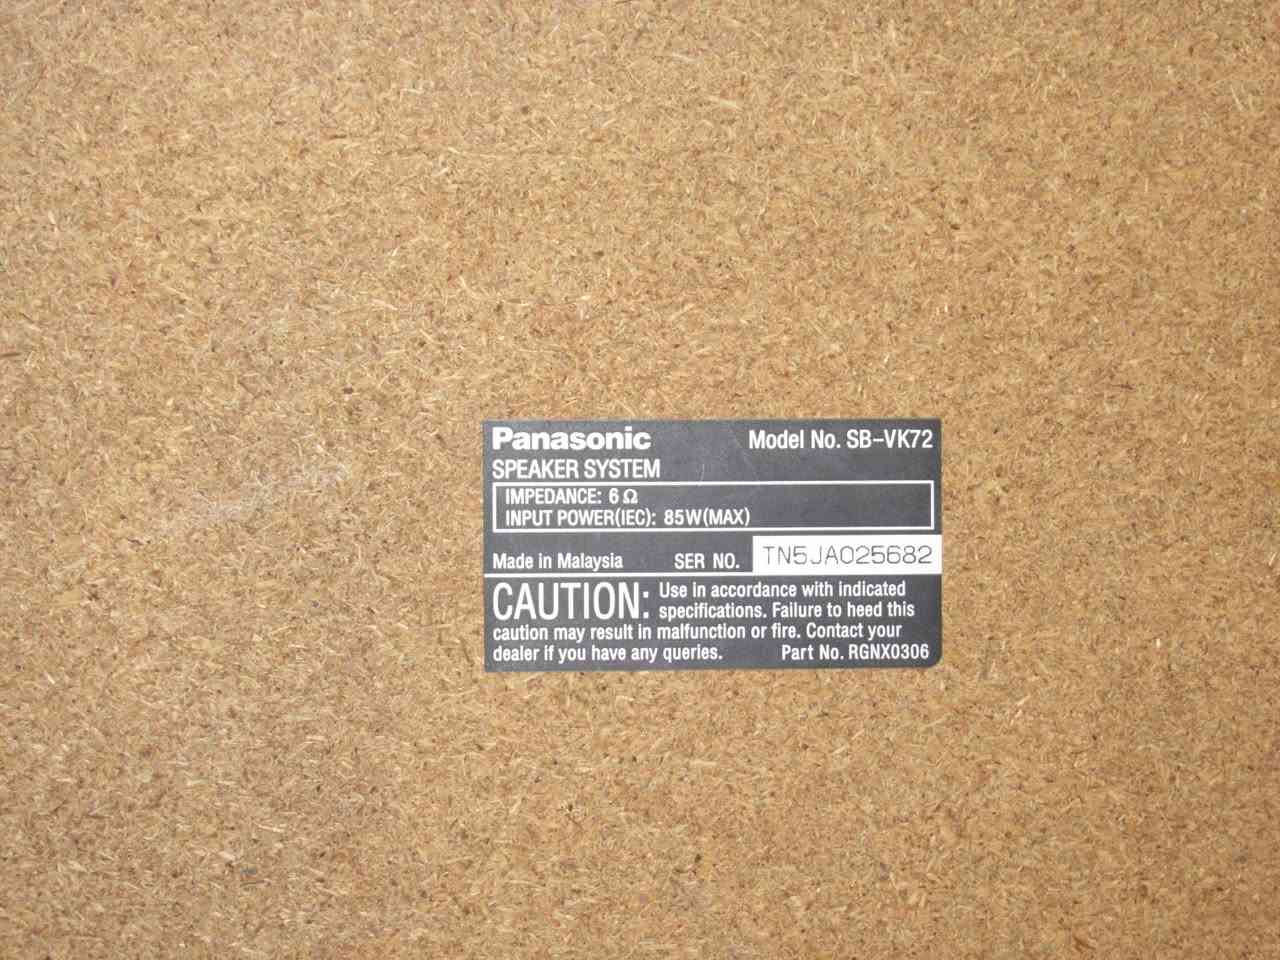 Panasonic Model No. SB-VK72
SPEAKER SYSTEM
IMPEDANCE: 6 Ω
INPUT POWER(IEC): 85W(MAX)
Made in Malaysia SER NO. TN5JA025682
CAUTION: Use in accordance with indicated
specifications. Failure to heed this
caution may result in malfunction or fire. Contact your
dealer if you have any queries. Part No. RGNX0306